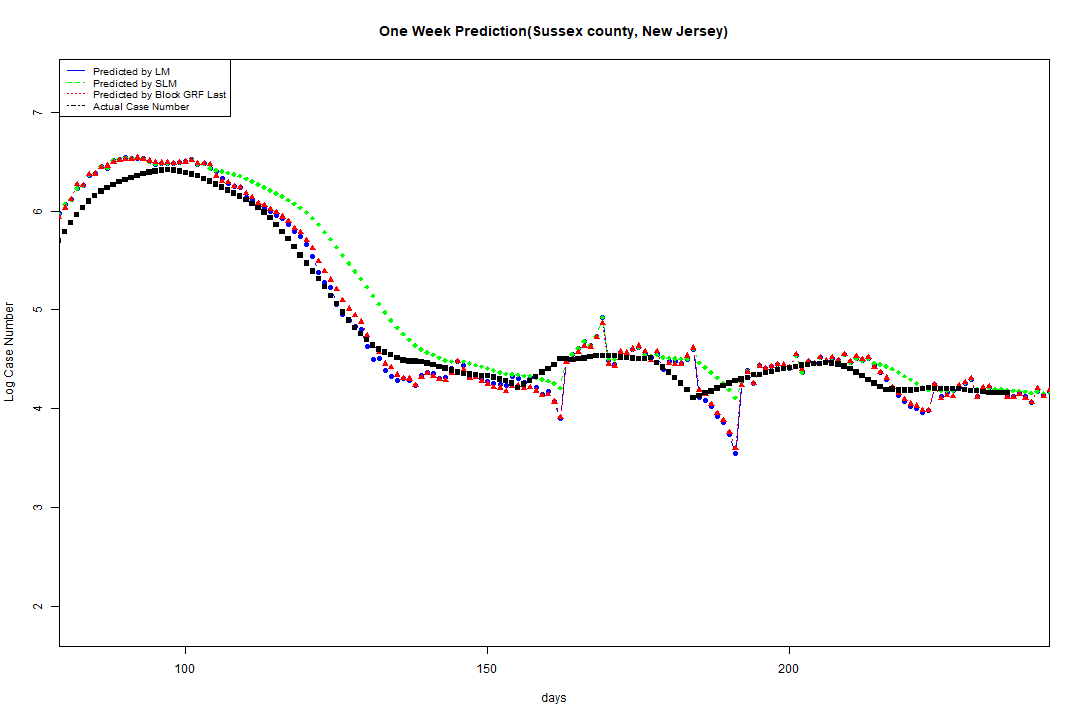 One Week Prediction(Sussex county, New Jersey)
Predicted by LM
Predicted by SLM
Predicted by Block GRF Last
Actual Case Number
7
6
5
4
3
2
Log Case Number
100
150
200
days